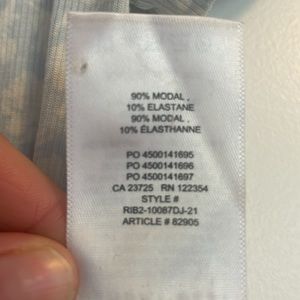 90% MODAL ,
10% ELASTANE
90% MODAL ,
10% ÉLASTHANNE
PO 4500141695
PO 4500141696
PO 4500141697
CA 23725 RN 122354
STYLE #
RIB2-10087DJ-21
ARTICLE # 82905